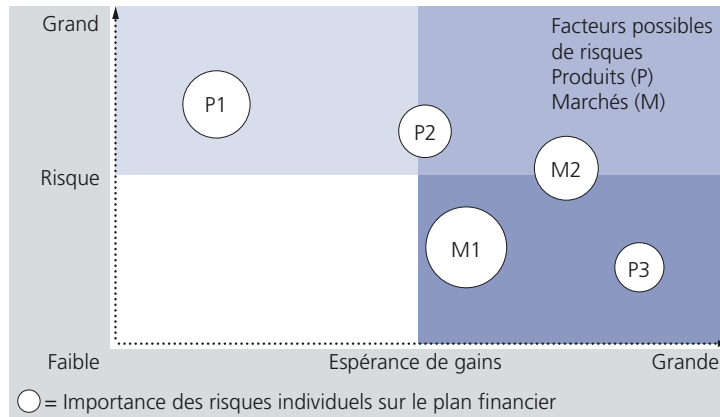 Grand
Facteurs possibles
de risques
Produits (P)
Marchés (M)
P1
P2
M2
Risque
M1
P3
Faible
Espérance de gains
Grande
= Importance des risques individuels sur le plan financier